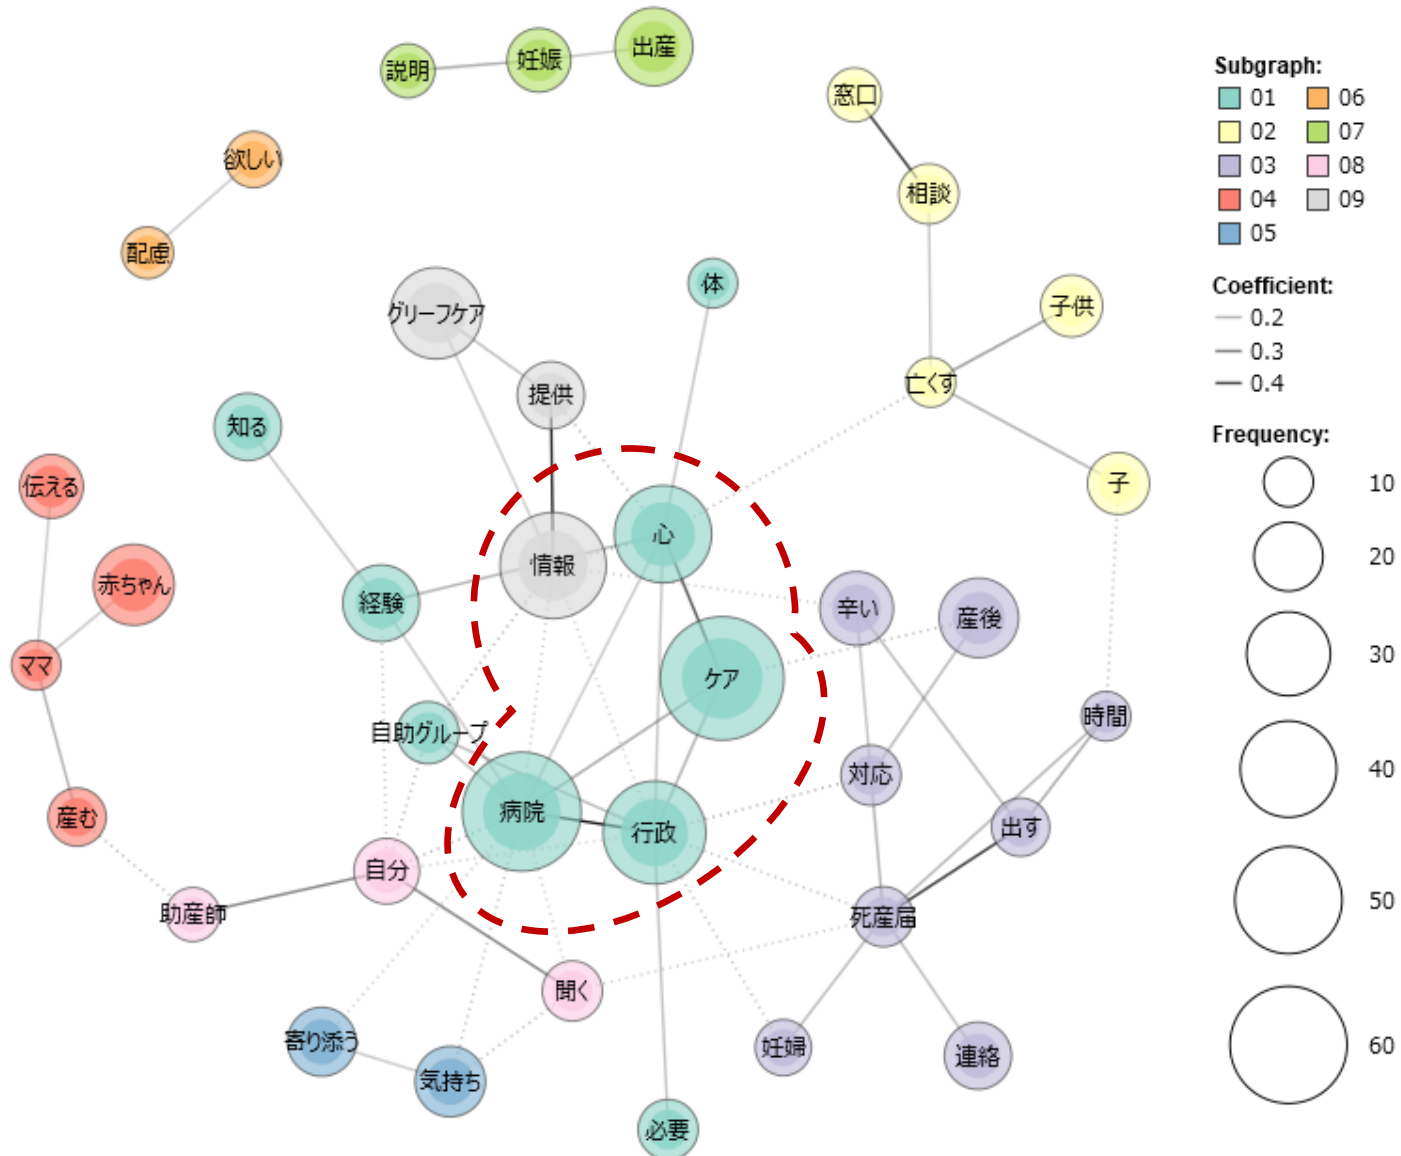 出産
妊娠
説明
窓口
欲しい
相談
配慮
体
グリーフケア
子供
提供
亡くす
知る
伝える
子
心
情報
赤ちゃん
経験
辛い
産後
ママ
ケア
時間
自助グループ
対応
産む
病院
行政
出す
自分
助産師
死産届
聞く
寄り添う
気持ち
妊婦
連絡
必要
Subgraph:
01 06
02 07
03 08
04 09
05
Coefficient:
0.2
0.3
0.4
Frequency:
10
20
30
40
50
60